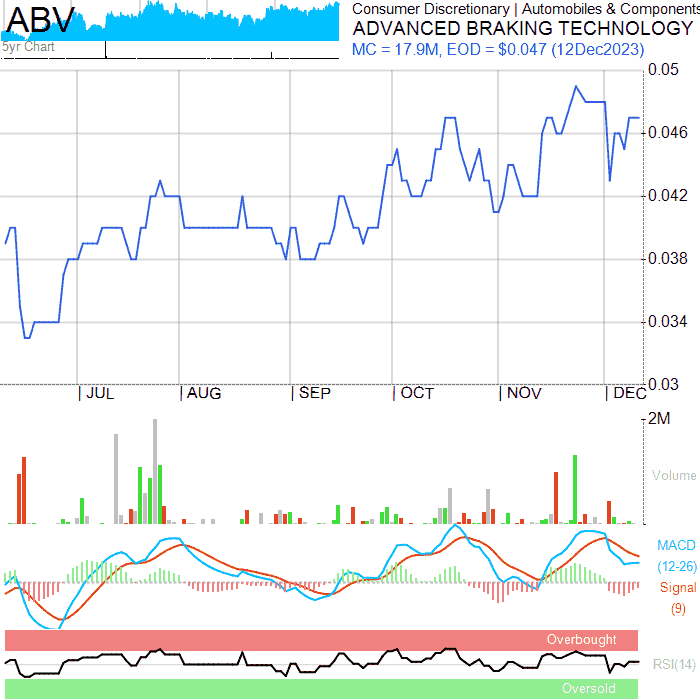 ABV
5yr Chart
Consumer Discretionary | Automobiles & Components
ADVANCED BRAKING TECHNOLOGY
MC = 17.9M, EOD = $0.047 (12Dec2023)
0.05
0.046
0.042
0.038
0.034
0.03
| JUL | AUG | SEP | OCT | NOV | DEC
2M
Volume
MACD
(12-26)
Signal
(9)
Overbought
RSI(14)
Oversold